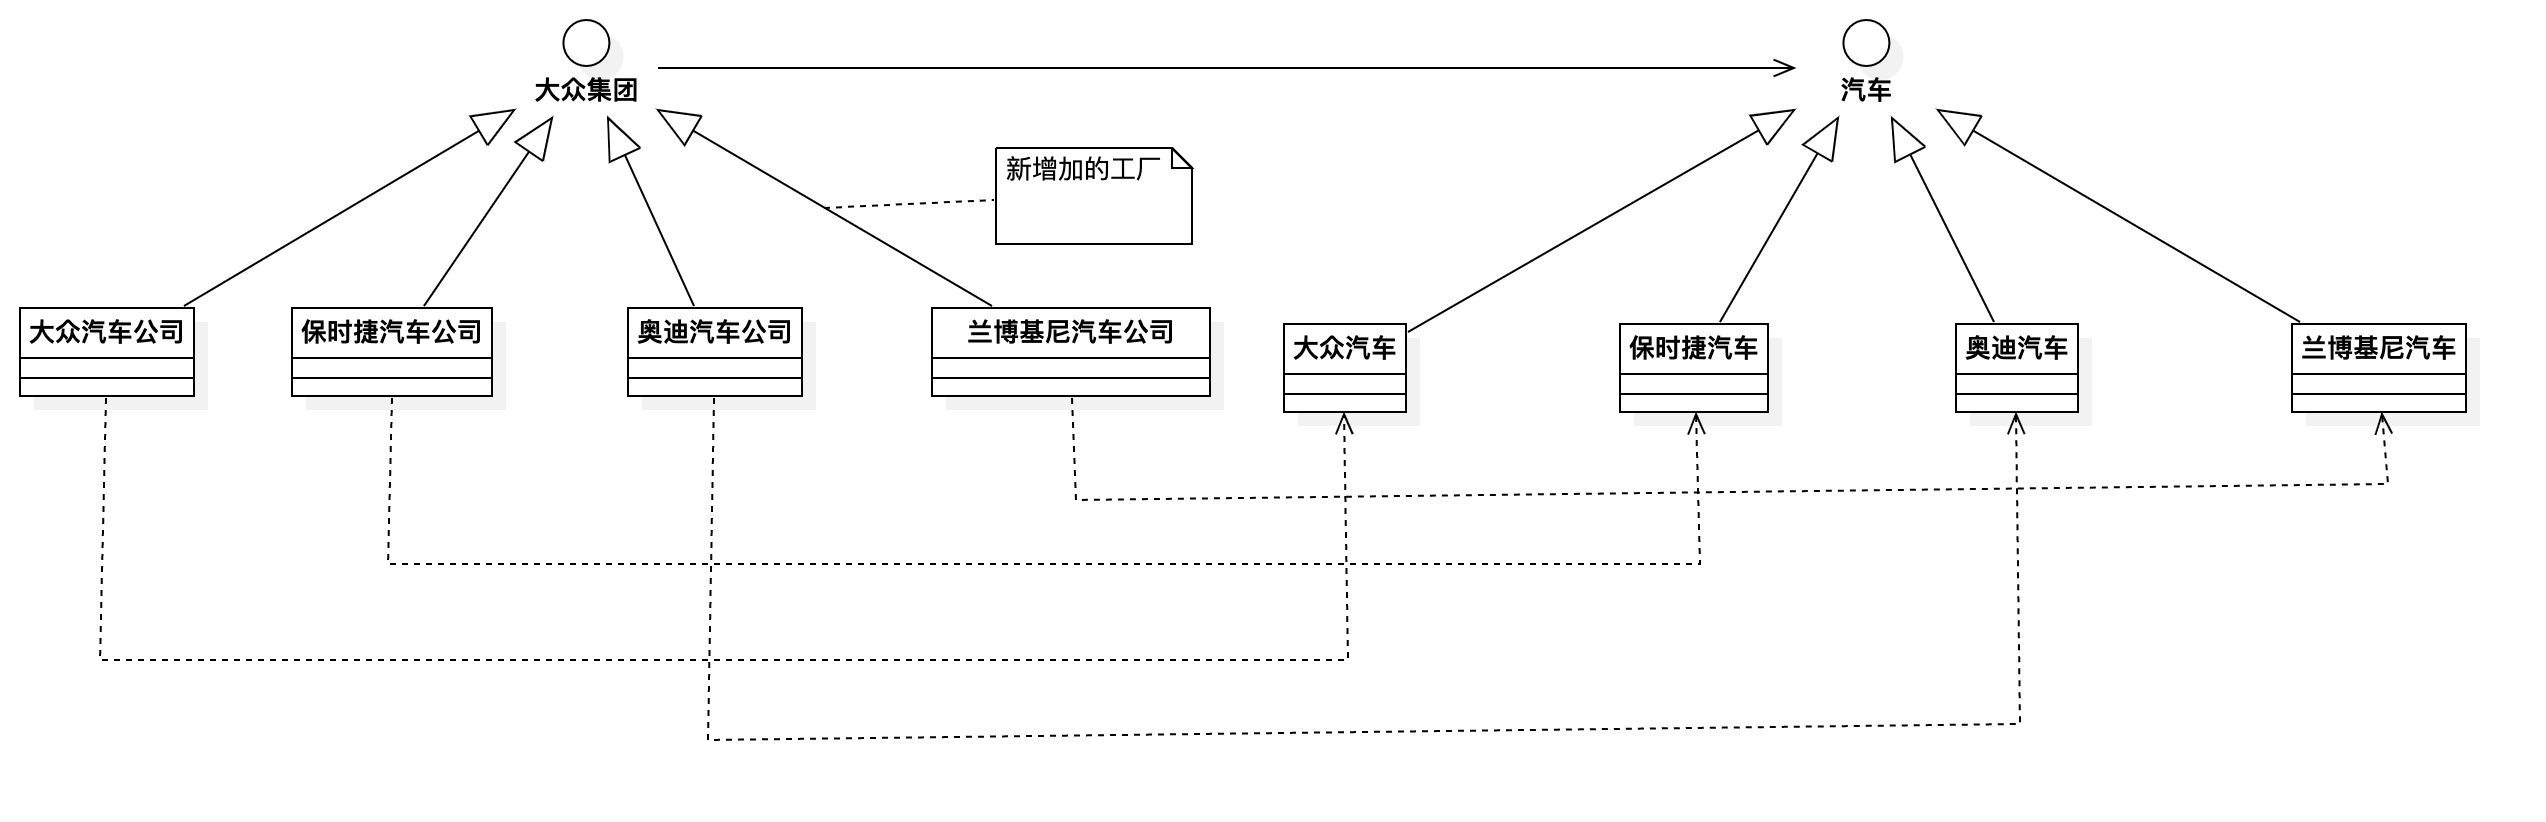 大众集团
汽车
新增加的工厂
大众汽车公司
保时捷汽车公司
奥迪汽车公司
兰博基尼汽车公司
大众汽车
保时捷汽车
奥迪汽车
兰博基尼汽车